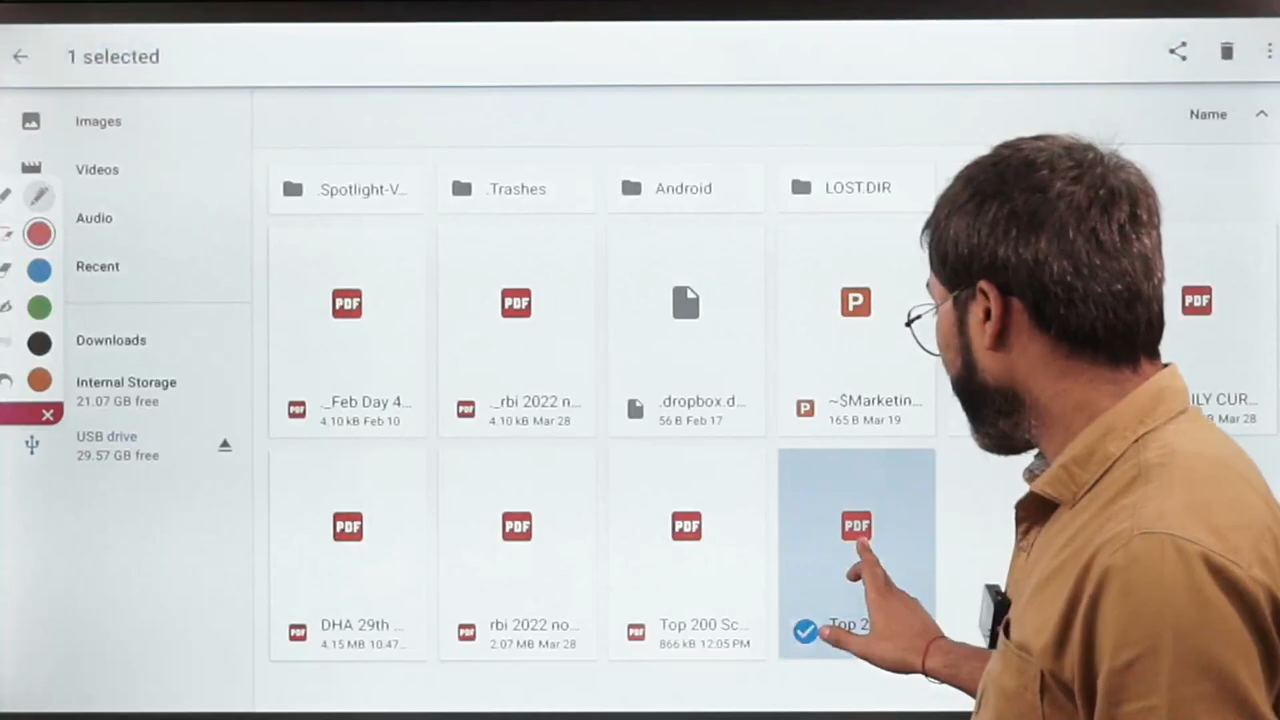 1 selected
Images
Videos
Audio
Recent
Downloads
Internal Storage
21.07 GB free
USB drive
29.57 GB free
Name
.Spotlight-V...
.Trashes
Android
LOST.DIR
PDF
PDF
P
PDF
PDF
._Feb Day 4...
4.10 kB Feb 10
PDF
._rbi 2022 n...
4.10 kB Mar 28
.dropbox.d...
56 B Feb 17
P
~$Marketin...
165 B Mar 19
ILY CUR...
Mar 28
PDF
PDF
PDF
PDF
PDF
DHA 29th ...
4.15 MB 10.47...
PDF
rbi 2022 no...
2.07 MB Mar 28
PDF
Top 200 Sc...
866 kB 12:05 PM
Top 2